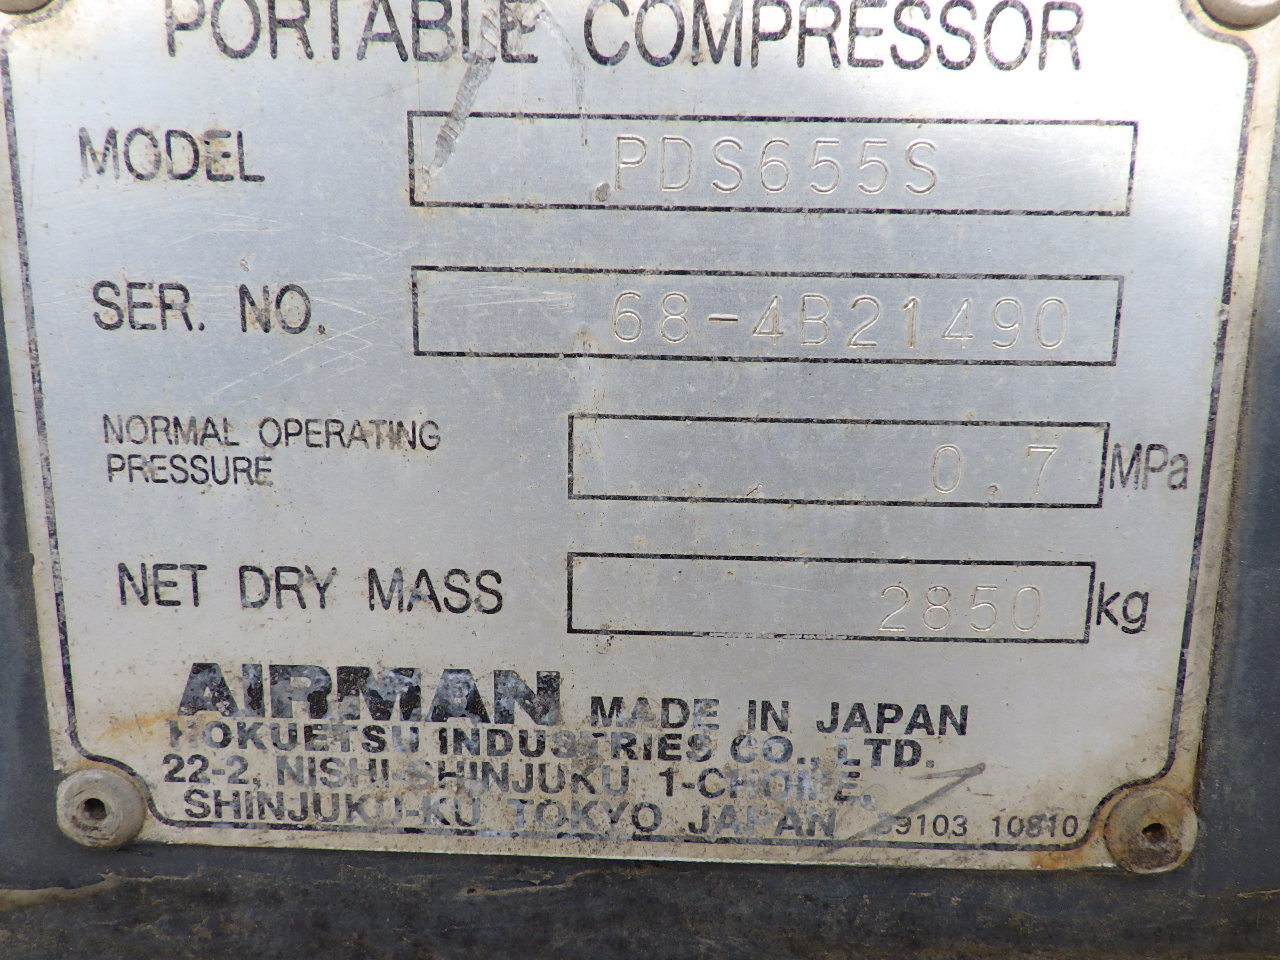 PORTABLE COMPRESSOR
MODEL PDS655S
SER. NO. 68-4B21490
NORMAL OPERATING
PRESSURE 0.7 MPa
NET DRY MASS 2850 kg
AIRMAN MADE IN JAPAN
HOKUETSU INDUSTRIES CO., LTD.
22-2, NISHI-SHINJUKU 1-CHOME,
SHINJUKU-KU TOKYO JAPAN 10810